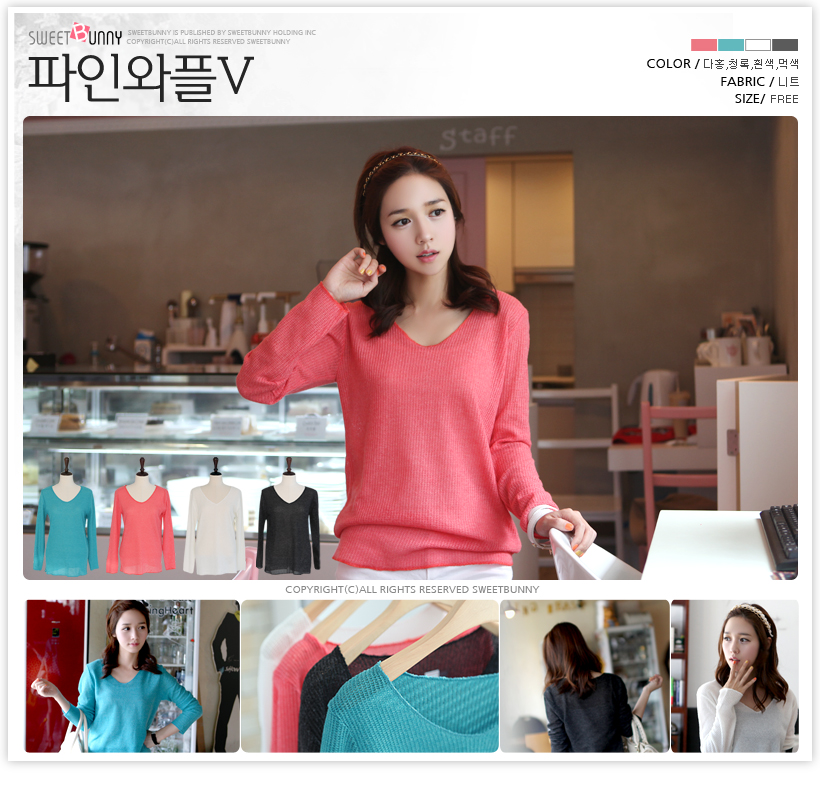 SWEETBUNNY
SWEETBUNNY IS PUBLISHED BY SWEETBUNNY HOLDING INC
COPYRIGHT(C)ALL RIGHTS RESERVED SWEETBUNNY
파인와플V
COLOR / 다홍,청록,흰색,먹색
FABRIC / 니트
SIZE/ FREE
Staff
COPYRIGHT(C)ALL RIGHTS RESERVED SWEETBUNNY
ngHeart